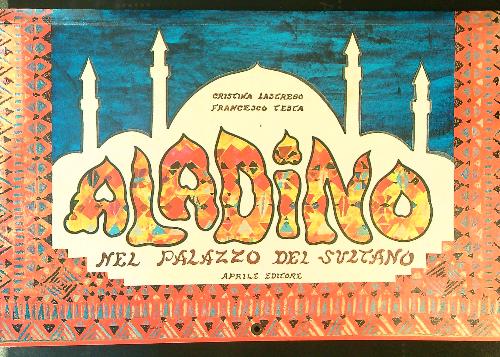 CRISTINA LASTREGO
FRANCESCO TESTA
ALADINO
NEL PALAZZO DEL SULTANO
APRILE EDITORE